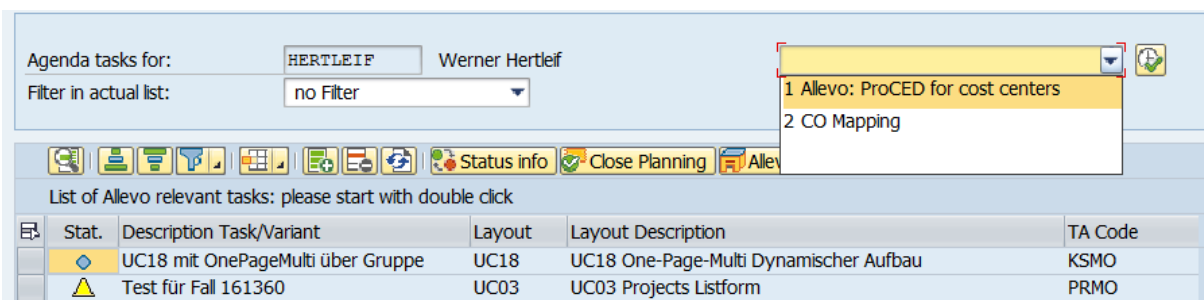 Agenda tasks for: HERTLEIF Werner Hertleif
Filter in actual list: no Filter
1 Allevo: ProCED for cost centers
2 CO Mapping
Status info Close Planning
List of Allevo relevant tasks: please start with double click
Stat. Description Task/Variant Layout Layout Description TA Code
UC18 mit OnePageMulti über Gruppe UC18 UC18 One-Page-Multi Dynamischer Aufbau KSMO
Test für Fall 161360 UC03 UC03 Projects Listform PRMO